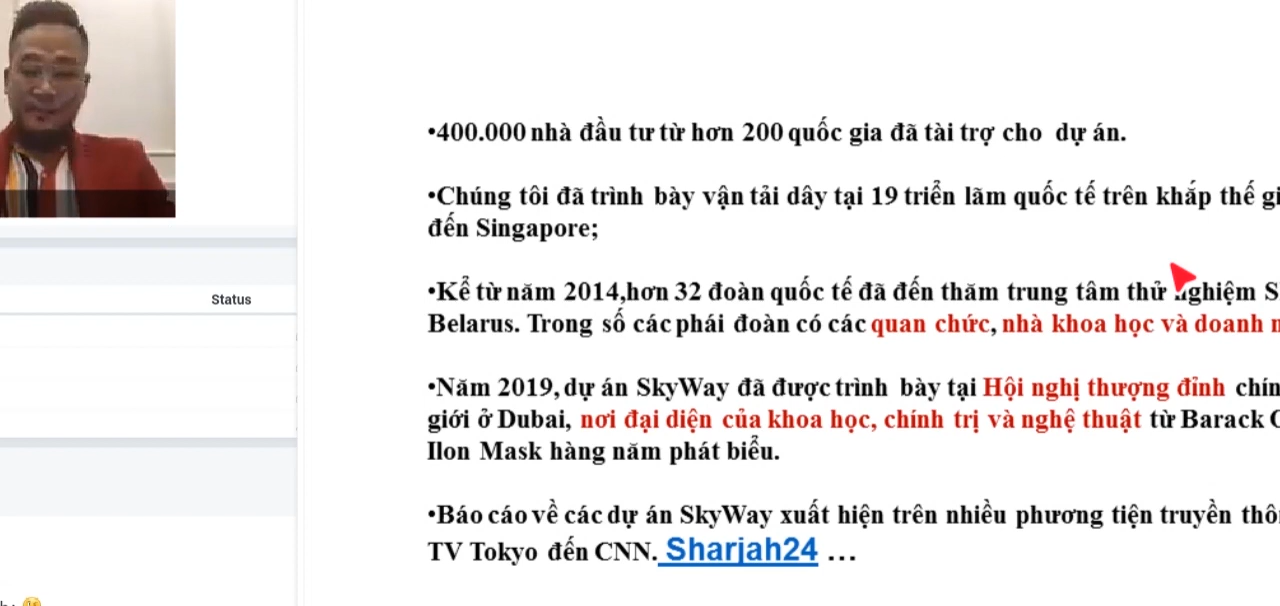 •400.000 nhà đầu tư từ hơn 200 quốc gia đã tài trợ cho dự án.
•Chúng tôi đã trình bày vận tải dây tại 19 triển lãm quốc tế trên khắp thế
đến Singapore;
Status
•Kể từ năm 2014,hơn 32 đoàn quốc tế đã đến thăm trung tâm thử nghiệm
Belarus. Trong số các phái đoàn có các quan chức, nhà khoa học và doanh
•Năm 2019, dự án SkyWay đã được trình bày tại Hội nghị thượng đỉnh
giới ở Dubai, nơi đại diện của khoa học, chính trị và nghệ thuật từ Barack
Ilon Mask hàng năm phát biểu.
•Báo cáo về các dự án SkyWay xuất hiện trên nhiều phương tiện truyền
TV Tokyo đến CNN. Sharjah24 ...